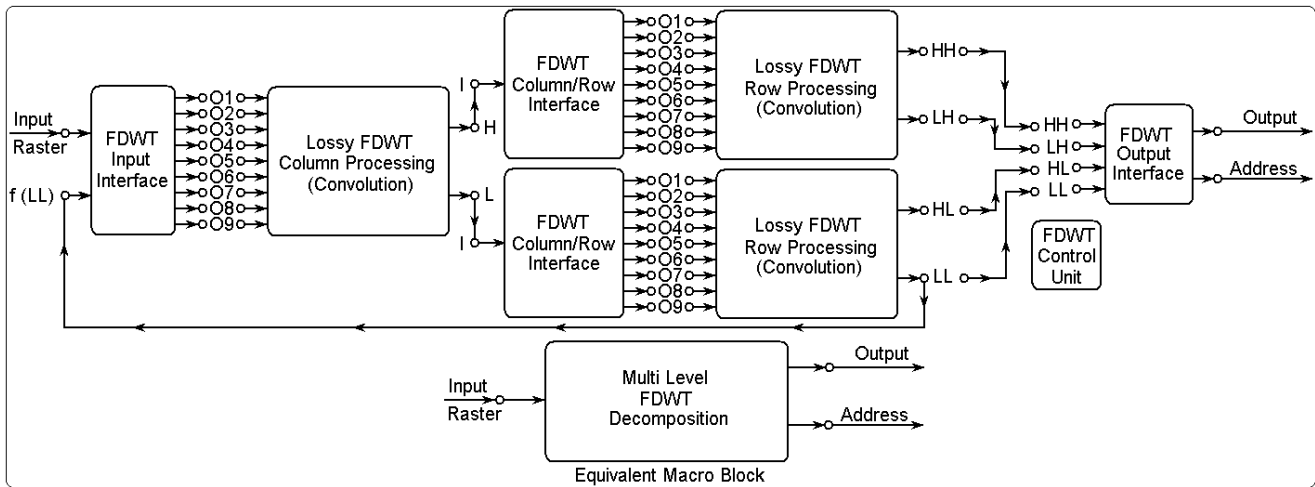 Input
Raster
f (LL)
FDWT
Input
Interface
O1
O2
O3
O4
O5
O6
O7
O8
O9
Lossy FDWT
Column Processing
(Convolution)
I
H
L
I
FDWT
Column/Row
Interface
O1
O2
O3
O4
O5
O6
O7
O8
O9
Lossy FDWT
Row Processing
(Convolution)
HH
LH
FDWT
Column/Row
Interface
O1
O2
O3
O4
O5
O6
O7
O8
O9
Lossy FDWT
Row Processing
(Convolution)
HL
LL
HH
LH
HL
LL
FDWT
Output
Interface
Output
Address
FDWT
Control
Unit
Input
Raster
Multi Level
FDWT
Decomposition
Output
Address
Equivalent Macro Block